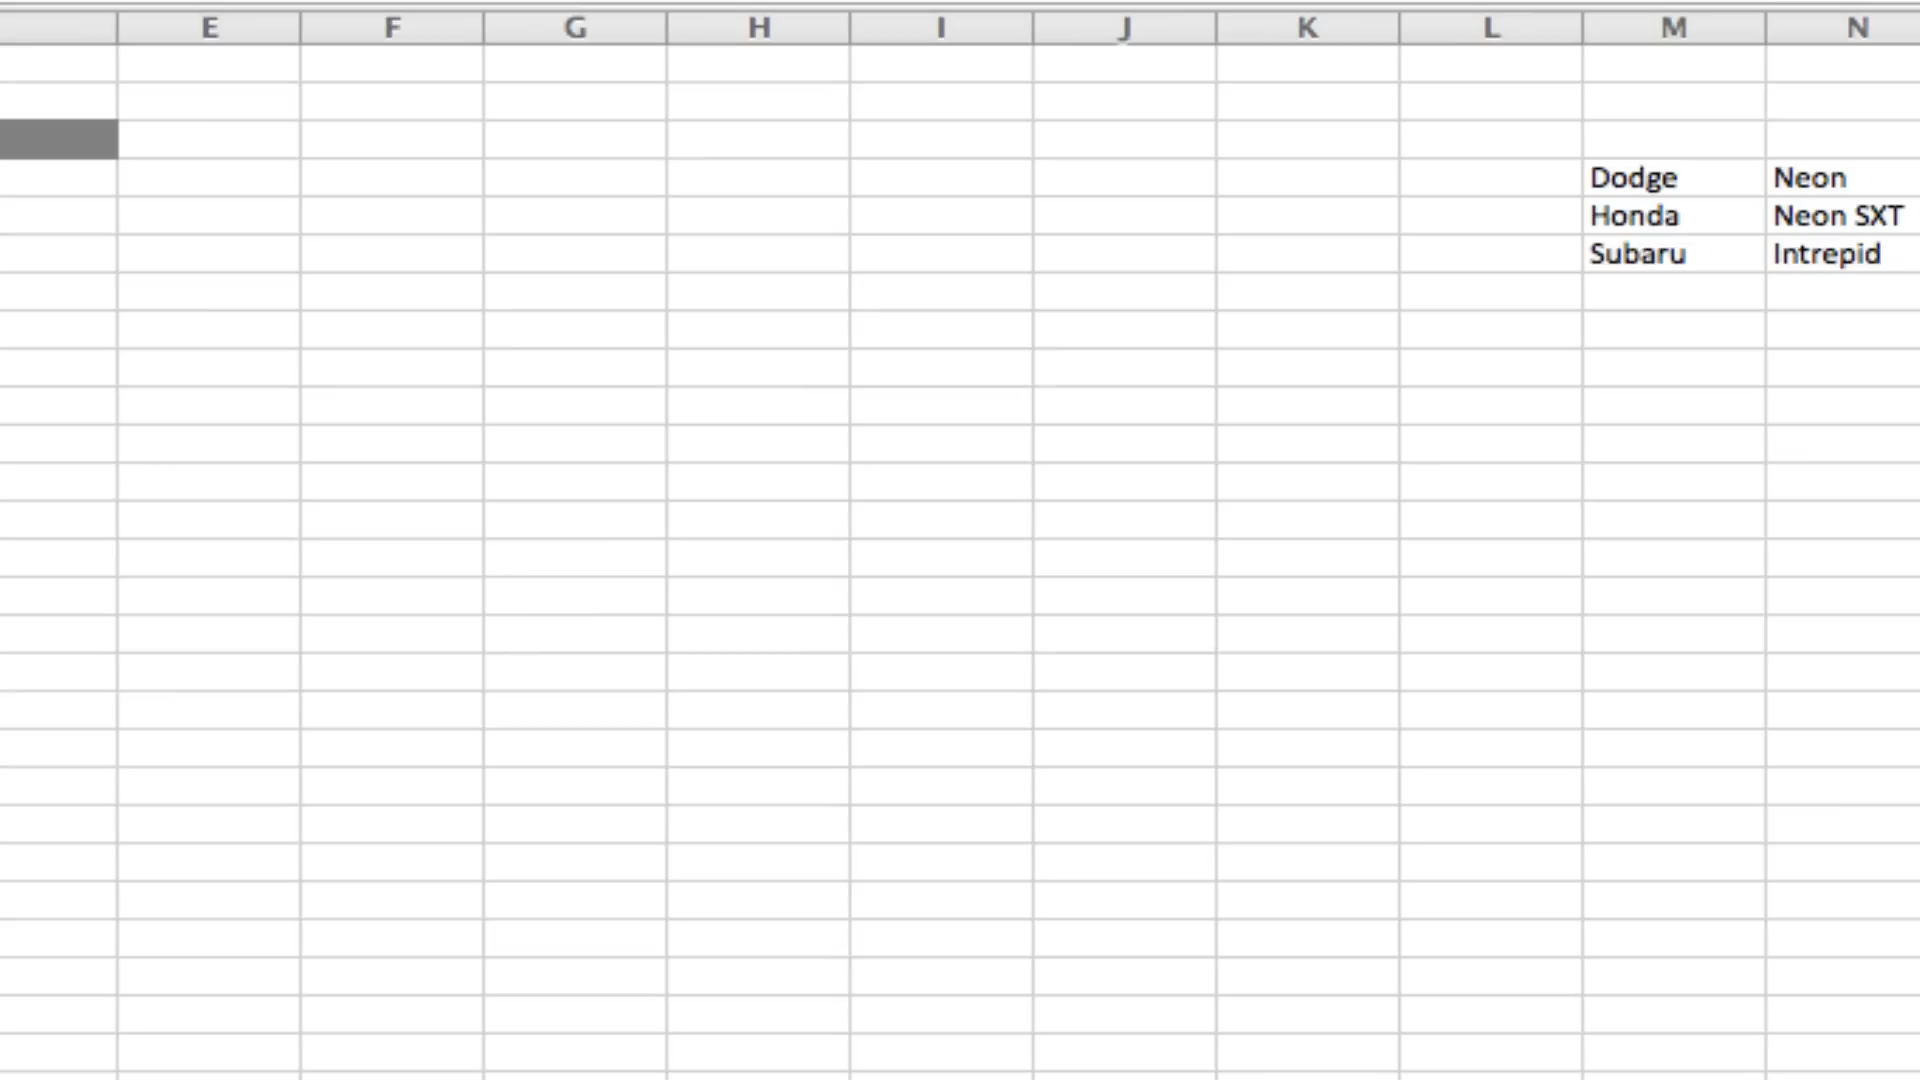 E F G H I J K L M N
Dodge Neon
Honda Neon SXT
Subaru Intrepid